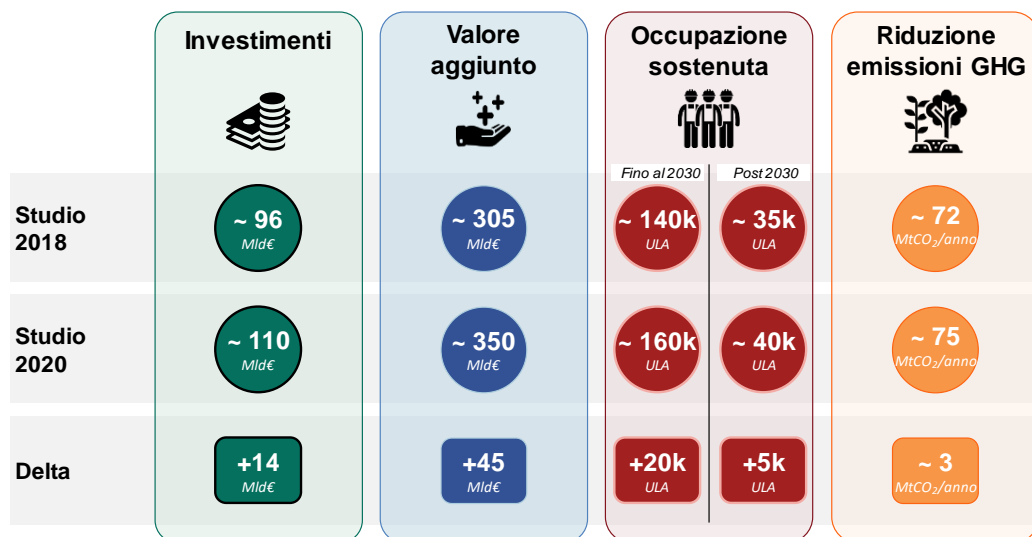 Investimenti
Valore
aggiunto
Occupazione
sostenuta
Riduzione
emissioni GHG
Fino al 2030
Post 2030
Studio
2018
~ 96
Mld€
~ 305
Mld€
~ 140k
ULA
~ 35k
ULA
~ 72
MtCO₂/anno
Studio
2020
~ 110
Mld€
~ 350
Mld€
~ 160k
ULA
~ 40k
ULA
~ 75
MtCO₂/anno
Delta
+14
Mld€
+45
Mld€
+20k
ULA
+5k
ULA
~ 3
MtCO₂/anno